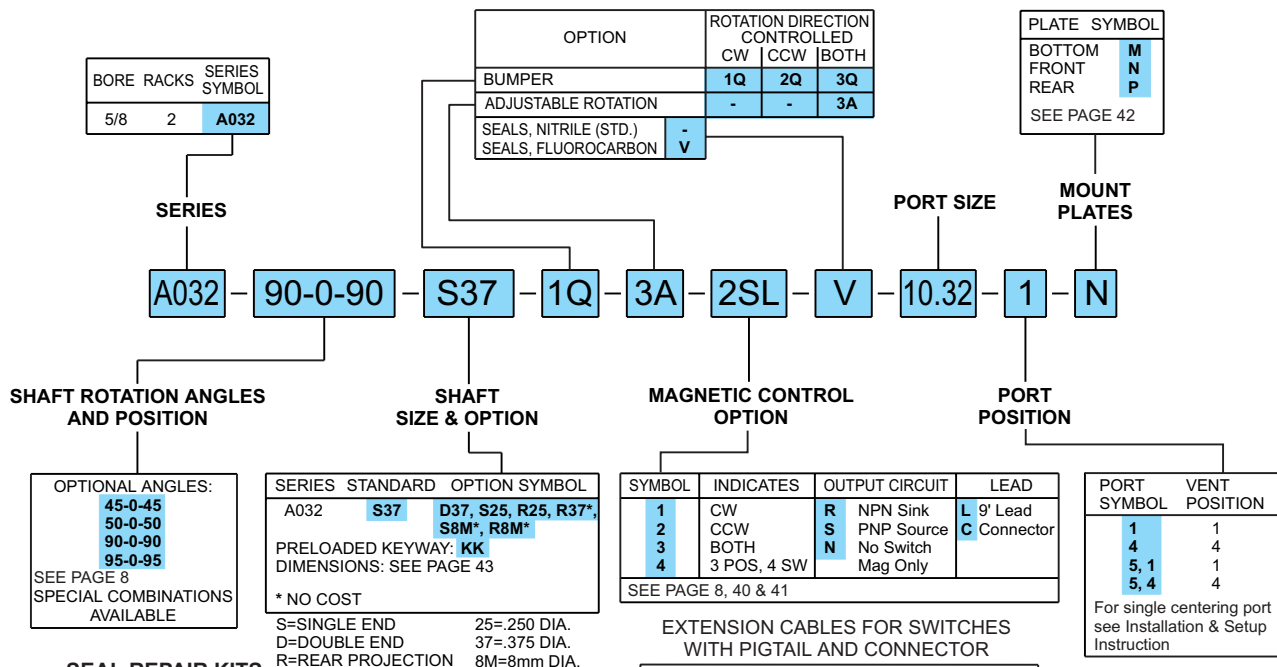 OPTION
ROTATION DIRECTION
CONTROLLED
CW CCW BOTH
BUMPER 1Q 2Q 3Q
ADJUSTABLE ROTATION - - 3A
SEALS, NITRILE (STD.) -
SEALS, FLUOROCARBON V
PLATE SYMBOL
BOTTOM M
FRONT N
REAR P
SEE PAGE 42
BORE RACKS SERIES
SYMBOL
5/8 2 A032
SERIES
PORT SIZE
MOUNT
PLATES
A032 - 90-0-90 - S37 - 1Q - 3A - 2SL - V - 10.32 - 1 - N
SHAFT ROTATION ANGLES
AND POSITION
SHAFT
SIZE & OPTION
MAGNETIC CONTROL
OPTION
PORT
POSITION
OPTIONAL ANGLES:
45-0-45
50-0-50
90-0-90
95-0-95
SEE PAGE 8
SPECIAL COMBINATIONS
AVAILABLE
SERIES STANDARD OPTION SYMBOL
A032 S37 D37, S25, R25, R37*,
S8M*, R8M*
PRELOADED KEYWAY: KK
DIMENSIONS: SEE PAGE 43
* NO COST
S=SINGLE END 25=.250 DIA.
D=DOUBLE END 37=.375 DIA.
R=REAR PROJECTION 8M=8mm DIA.
SYMBOL INDICATES OUTPUT CIRCUIT LEAD
1 CW R NPN Sink L 9' Lead
2 CCW S PNP Source C Connector
3 BOTH N No Switch
4 3 POS, 4 SW Mag Only
SEE PAGE 8, 40 & 41
EXTENSION CABLES FOR SWITCHES
WITH PIGTAIL AND CONNECTOR
PORT VENT
SYMBOL POSITION
1 1
4 4
5, 1 1
5, 4 4
For single centering port
see Installation & Setup
Instruction
SEAL REPAIR KITS